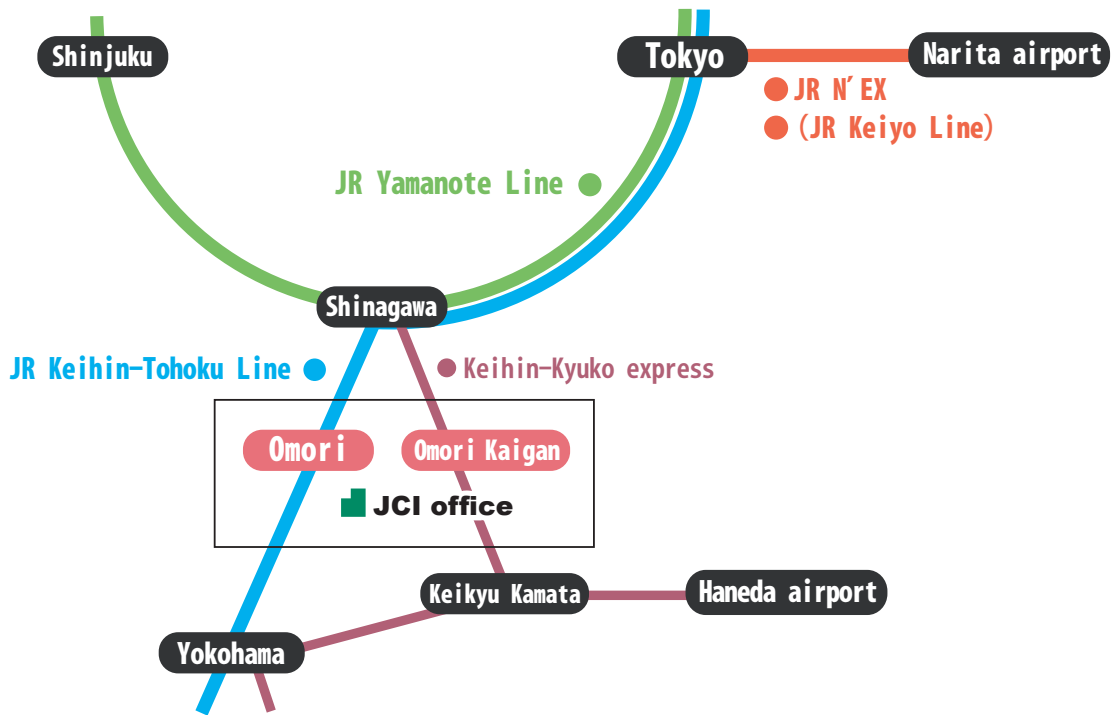 Shinjuku
Tokyo
Narita airport
JR N'EX
(JR Keiyo Line)
JR Yamanote Line
Shinagawa
JR Keihin-Tohoku Line
Keihin-Kyuko express
Omori
Omori Kaigan
JCI office
Keikyu Kamata
Haneda airport
Yokohama